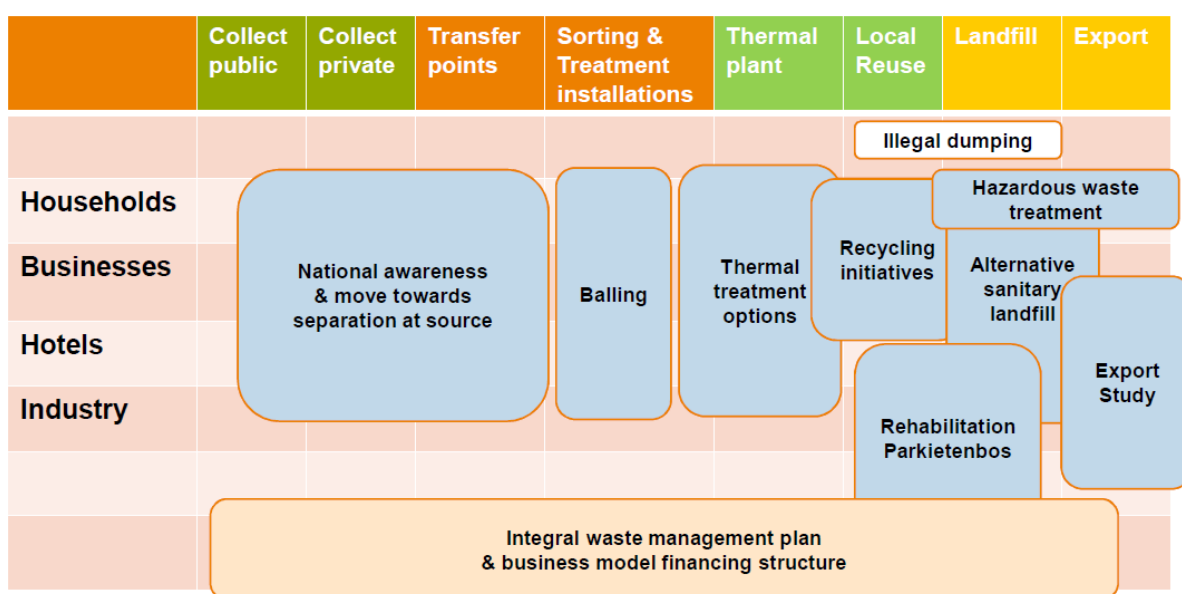 Collect public
Collect private
Transfer points
Sorting & Treatment installations
Thermal plant
Local Reuse
Landfill
Export
Illegal dumping
Households
Hazardous waste
treatment
Businesses
National awareness
& move towards
separation at source
Balling
Thermal
treatment
options
Recycling
initiatives
Alternative
sanitary
landfill
Hotels
Export
Study
Industry
Rehabilitation
Parkietenbos
Integral waste management plan
& business model financing structure